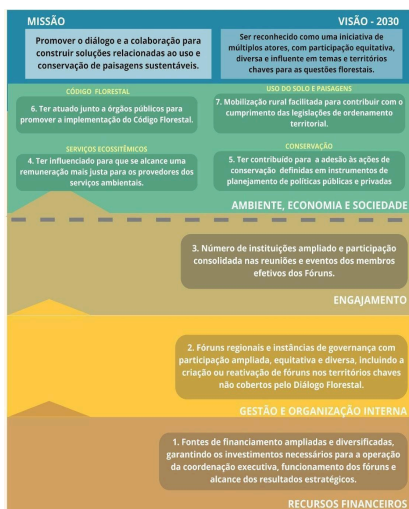 MISSÃO
Promover o diálogo e a colaboração para
construir soluções relacionadas ao uso e
conservação de paisagens sustentáveis.
VISÃO - 2030
Ser reconhecido como uma iniciativa de
múltiplos atores, com participação equitativa,
diversa e influente em temas e territórios
chaves para as questões florestais.
CÓDIGO FLORESTAL
6. Ter atuado junto a órgãos públicos para
promover a implementação do Código Florestal.
USO DO SOLO E PAISAGENS
7. Mobilização rural facilitada para contribuir com o
cumprimento das legislações de ordenamento
territorial.
SERVIÇOS ECOSSITÊMICOS
4. Ter influenciado para que se alcance uma
remuneração mais justa para os provedores dos
serviços ambientais.
CONSERVAÇÃO
5. Ter contribuído para a adesão às ações de
conservação definidas em instrumentos de
planejamento de políticas públicas e privadas
AMBIENTE, ECONOMIA E SOCIEDADE
3. Número de instituições ampliado e participação
consolidada nas reuniões e eventos dos membros
efetivos dos Fóruns.
ENGAJAMENTO
2. Fóruns regionais e instâncias de governança com
participação ampliada, equitativa e diversa, incluindo a
criação ou reativação de fóruns nos territórios chaves
não cobertos pelo Diálogo Florestal.
GESTÃO E ORGANIZAÇÃO INTERNA
1. Fontes de financiamento ampliadas e diversificadas,
garantindo os investimentos necessários para a operação
da coordenação executiva, funcionamento dos fóruns e
alcance dos resultados estratégicos.
RECURSOS FINANCEIROS